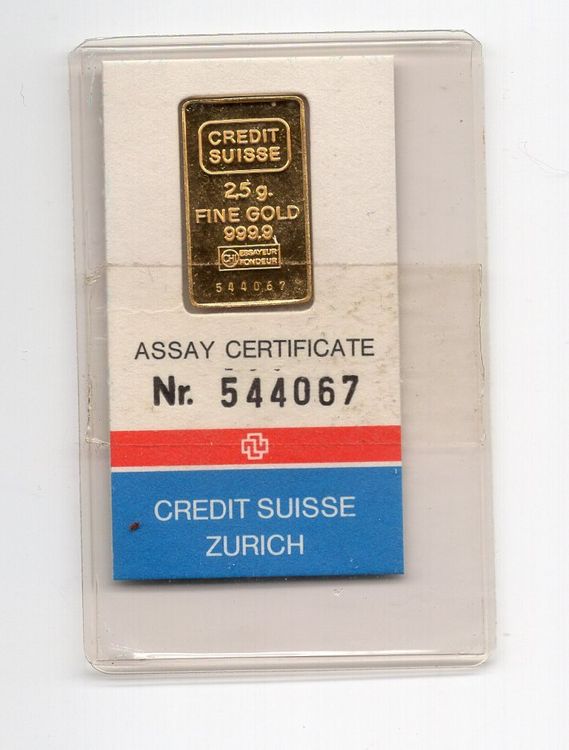 CREDIT
SUISSE
2,5 g.
FINE GOLD
999.9
CHI ESSAYEUR
FONDEUR
544067
ASSAY CERTIFICATE
Nr. 544067
CREDIT SUISSE
ZURICH